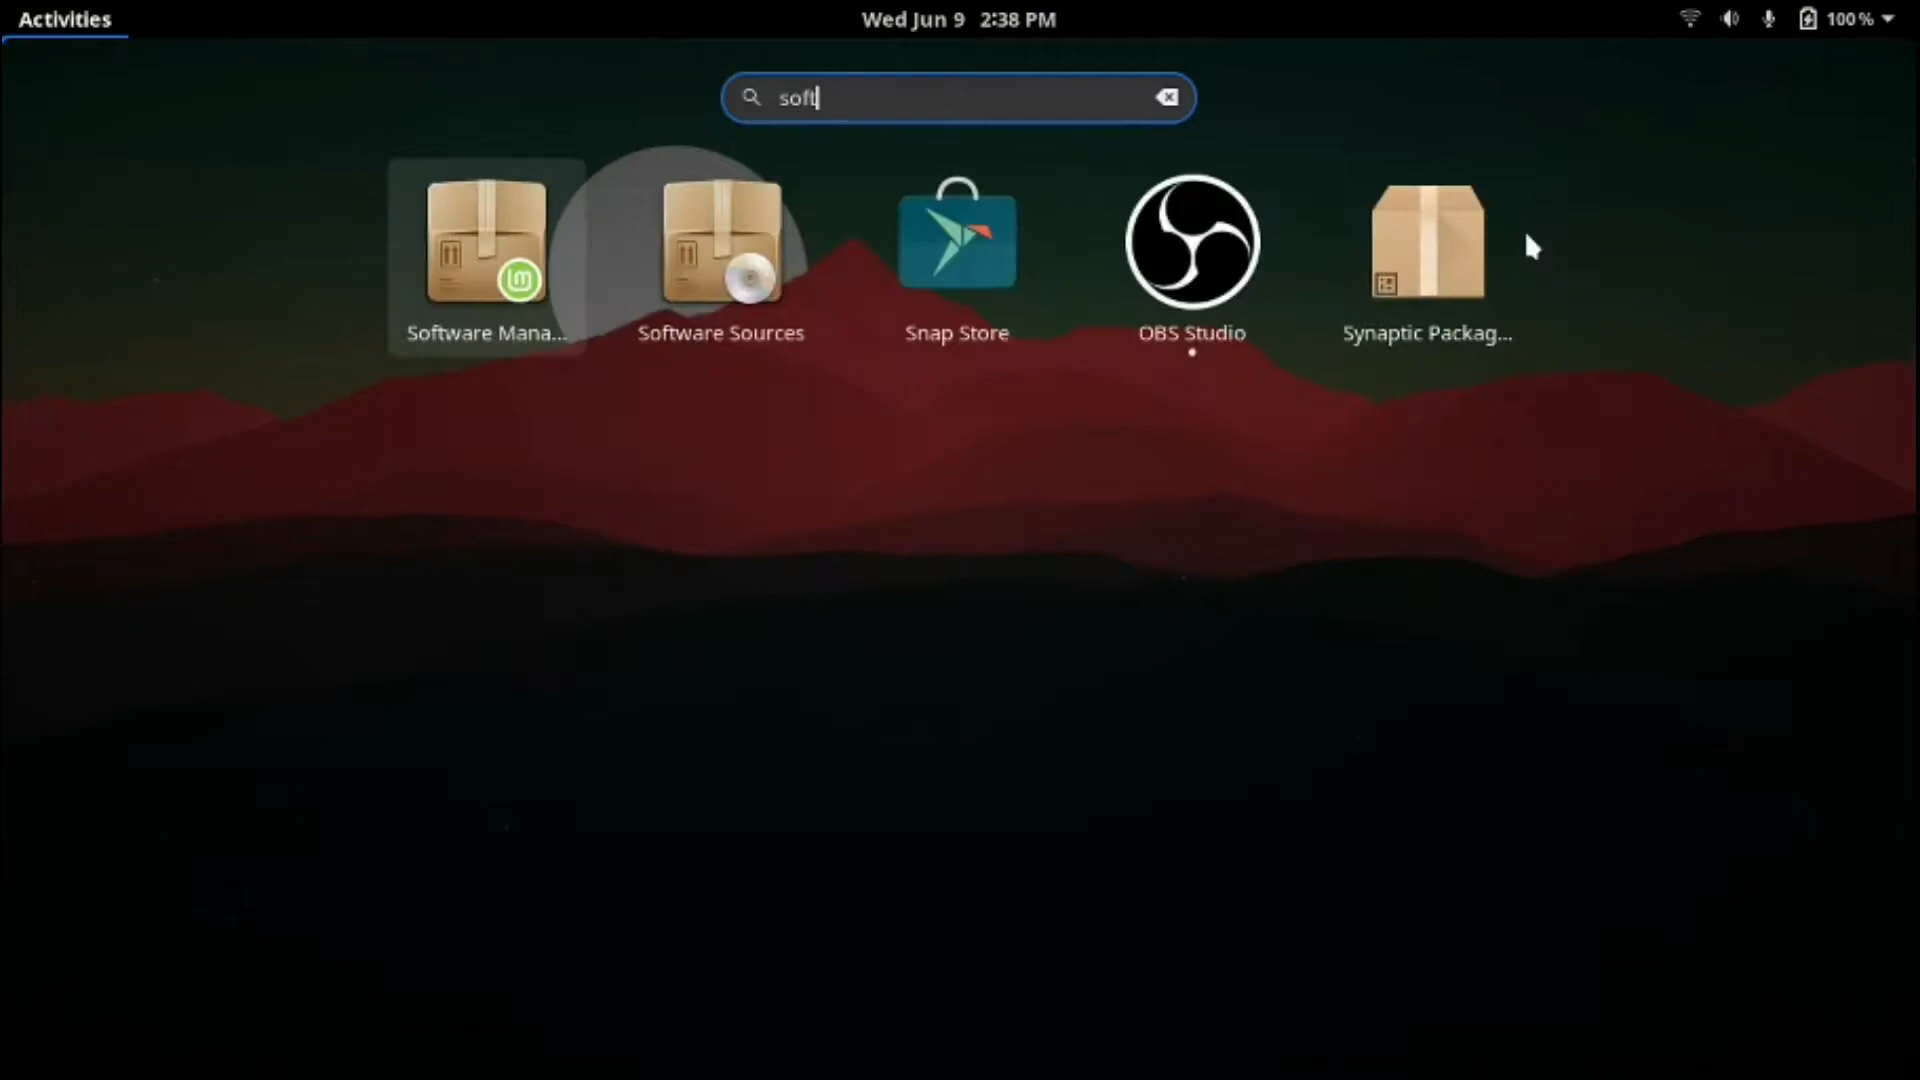 Activities
Wed Jun 9 2:38 PM
100 %
soft
Software Mana...
Software Sources
Snap Store
OBS Studio
Synaptic Packag...